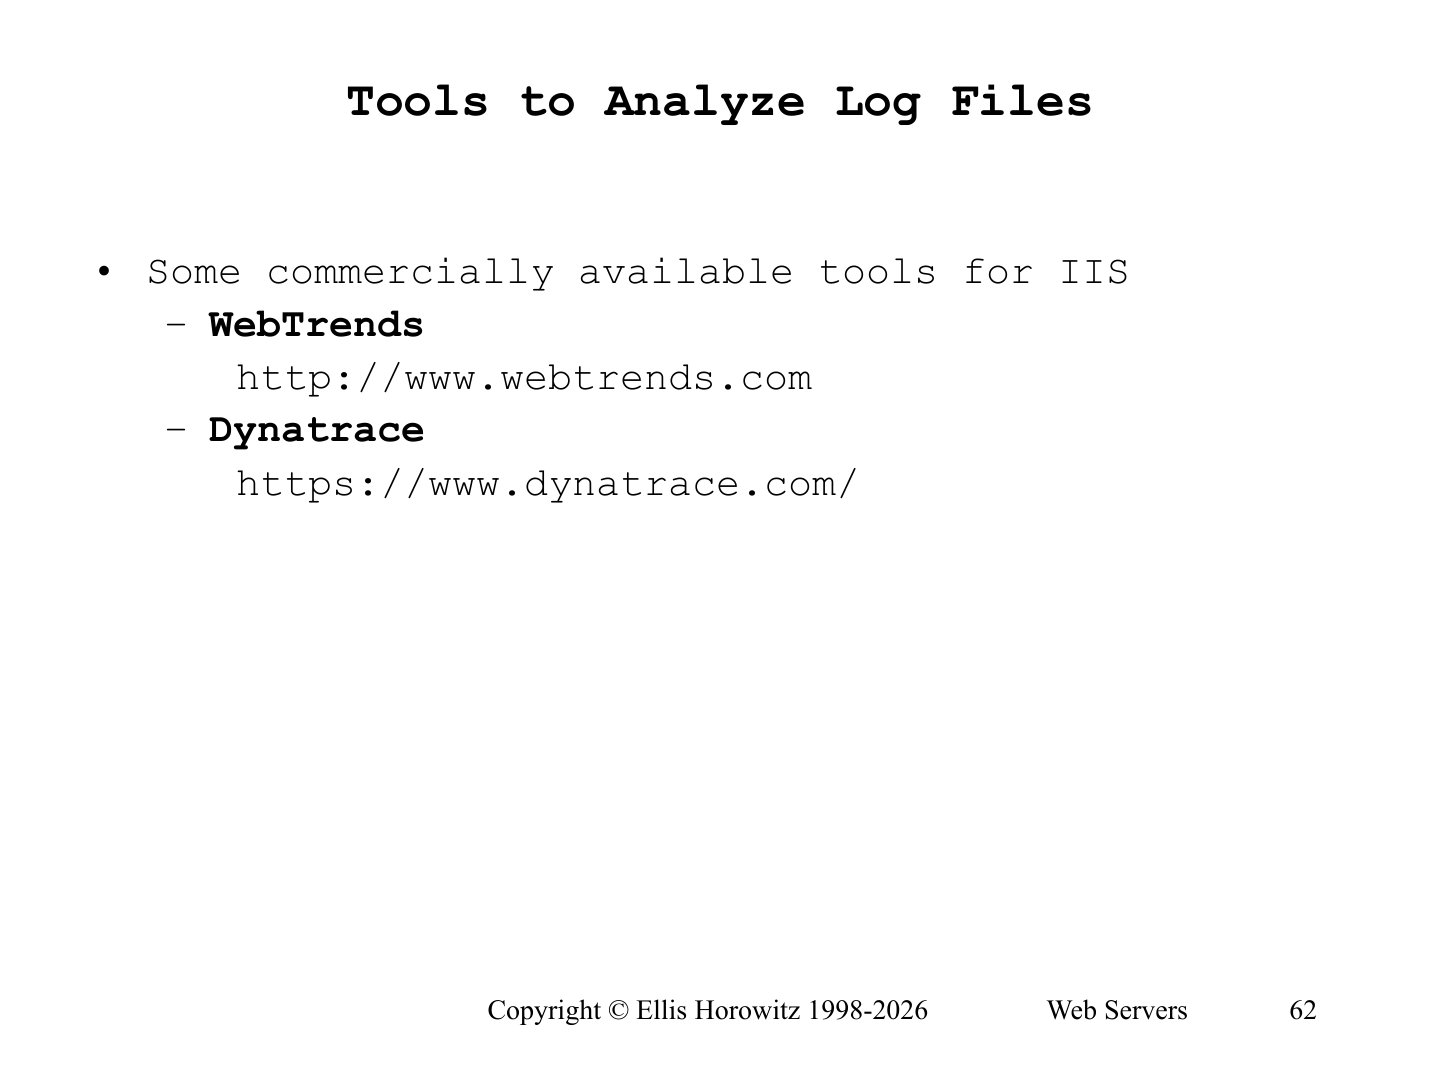 Tools to Analyze Log Files
• Some commercially available tools for IIS
– WebTrends
http://www.webtrends.com
– Dynatrace
https://www.dynatrace.com/
Copyright © Ellis Horowitz 1998-2026 Web Servers 62